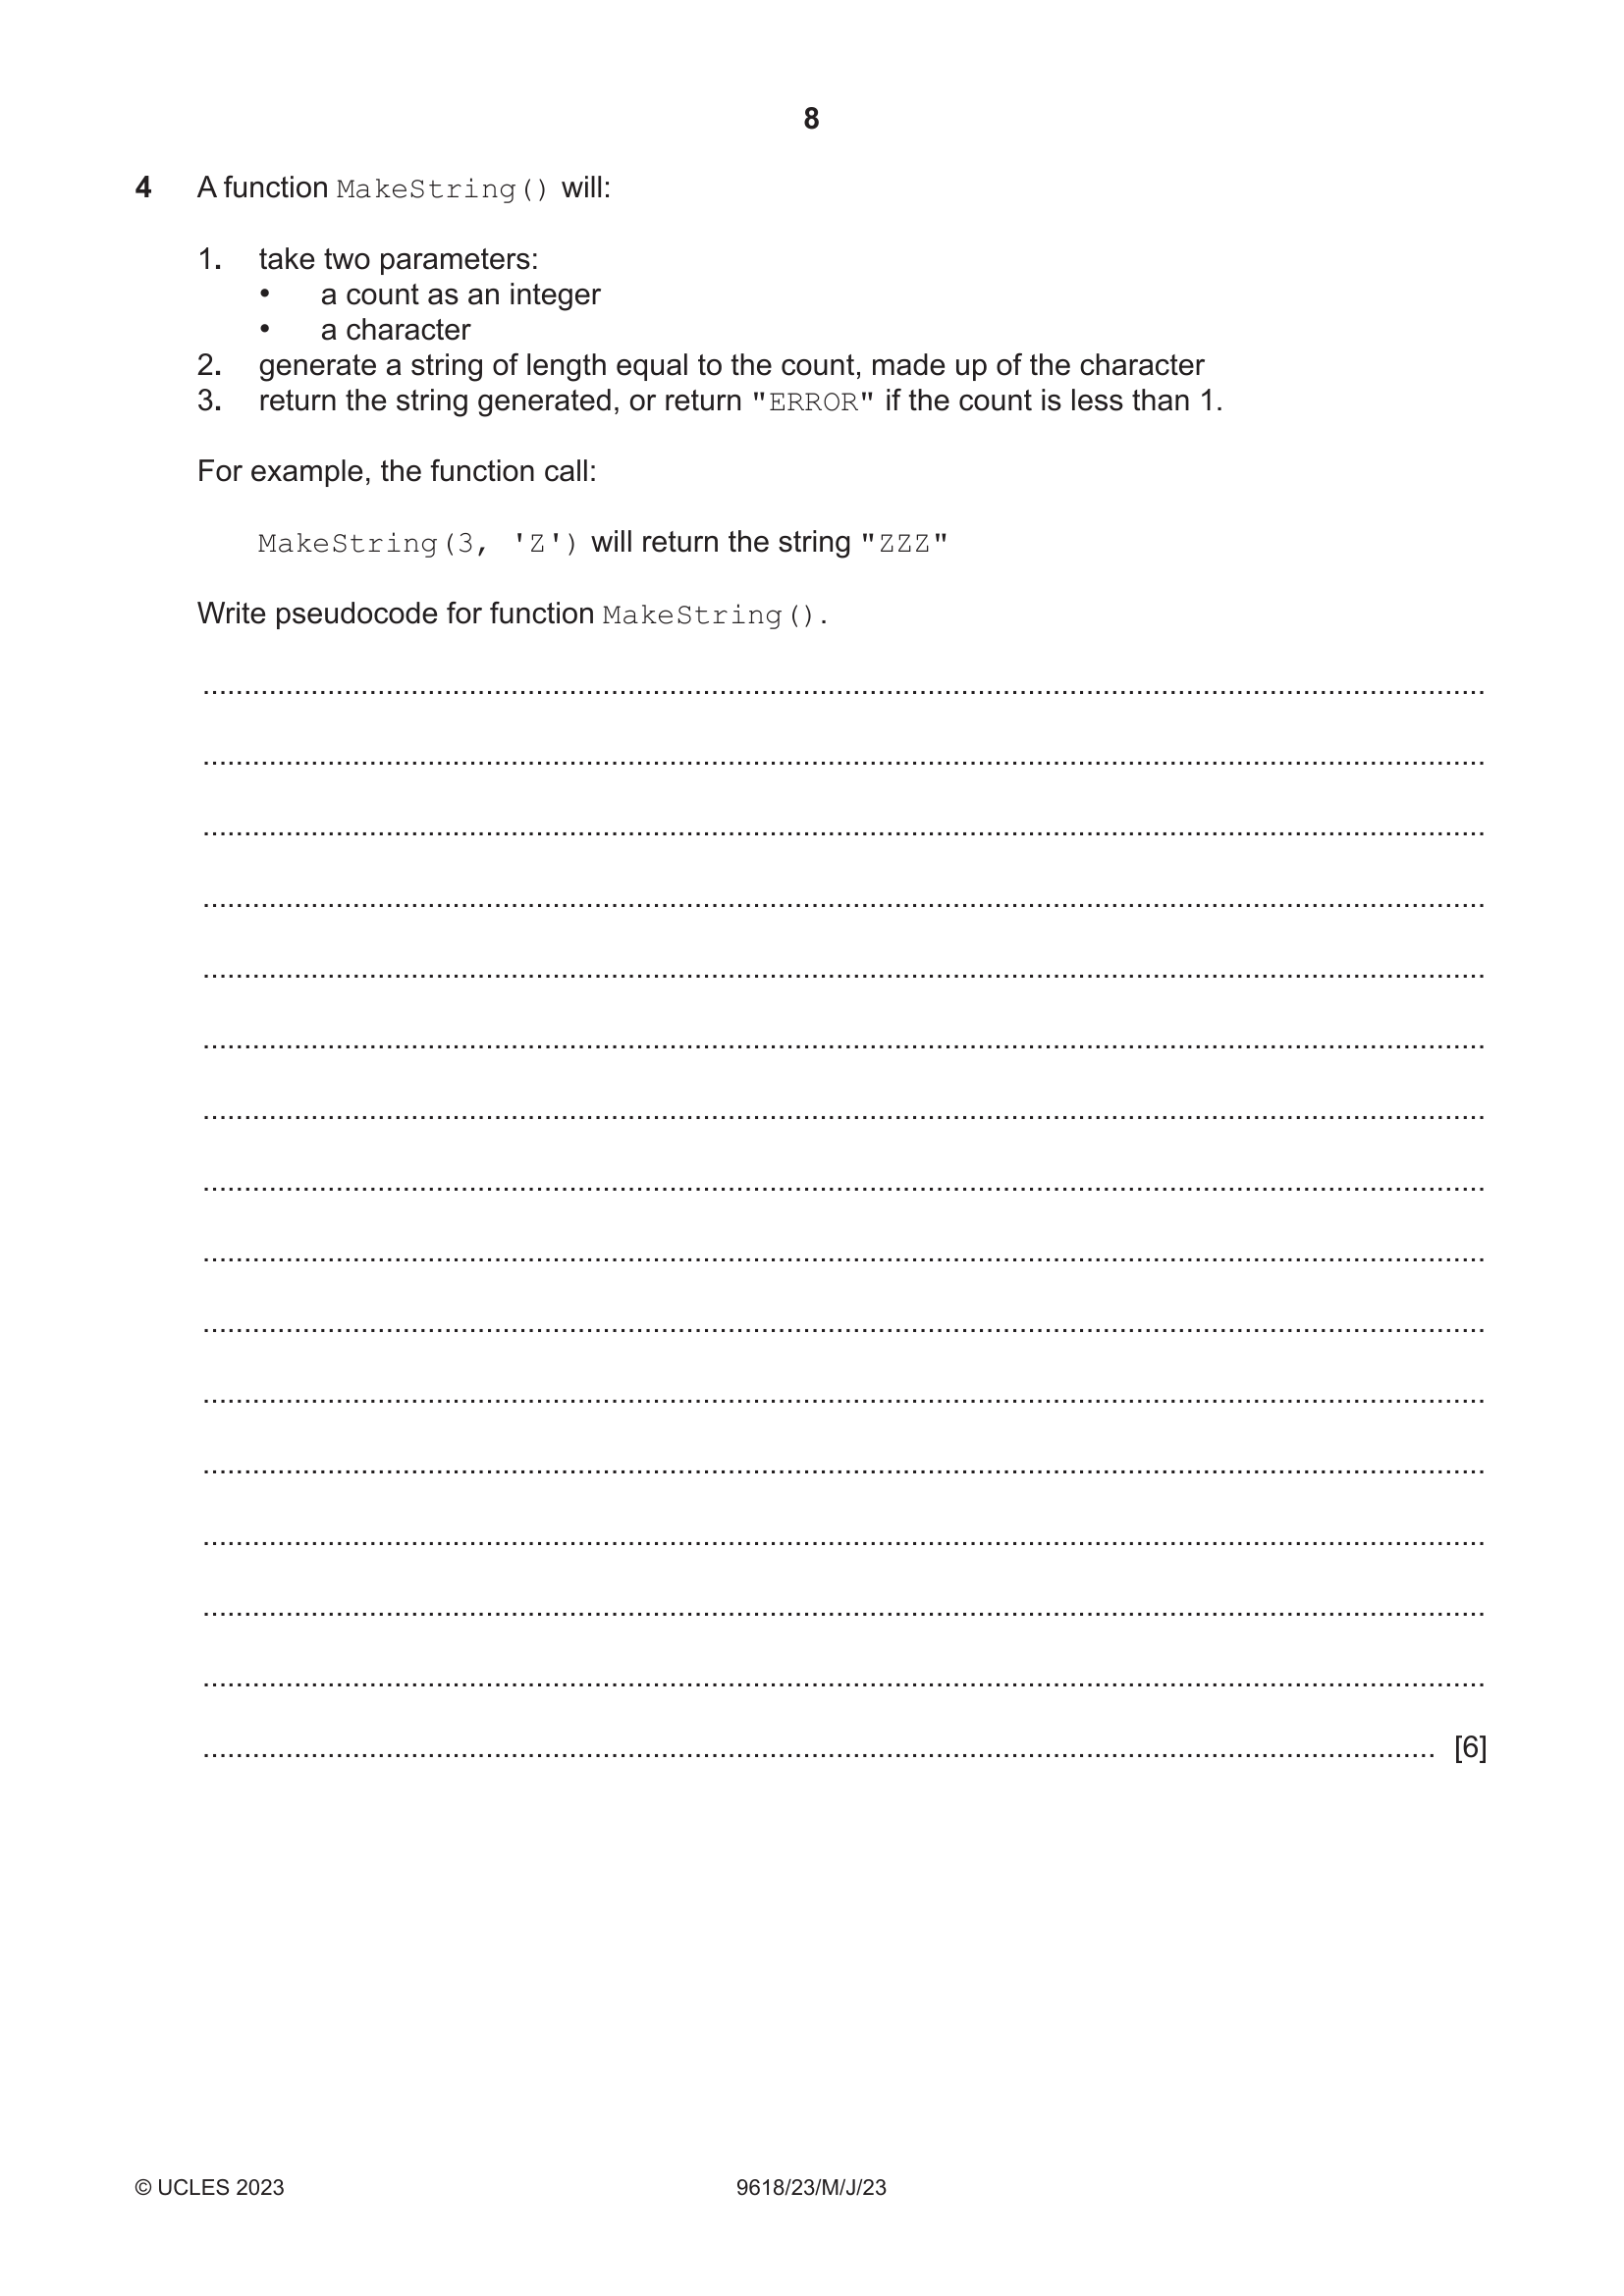 8
4 A function MakeString() will:
1. take two parameters:
• a count as an integer
• a character
2. generate a string of length equal to the count, made up of the character
3. return the string generated, or return "ERROR" if the count is less than 1.
For example, the function call:
MakeString(3, 'Z') will return the string "ZZZ"
Write pseudocode for function MakeString().
[6]
© UCLES 2023 9618/23/M/J/23